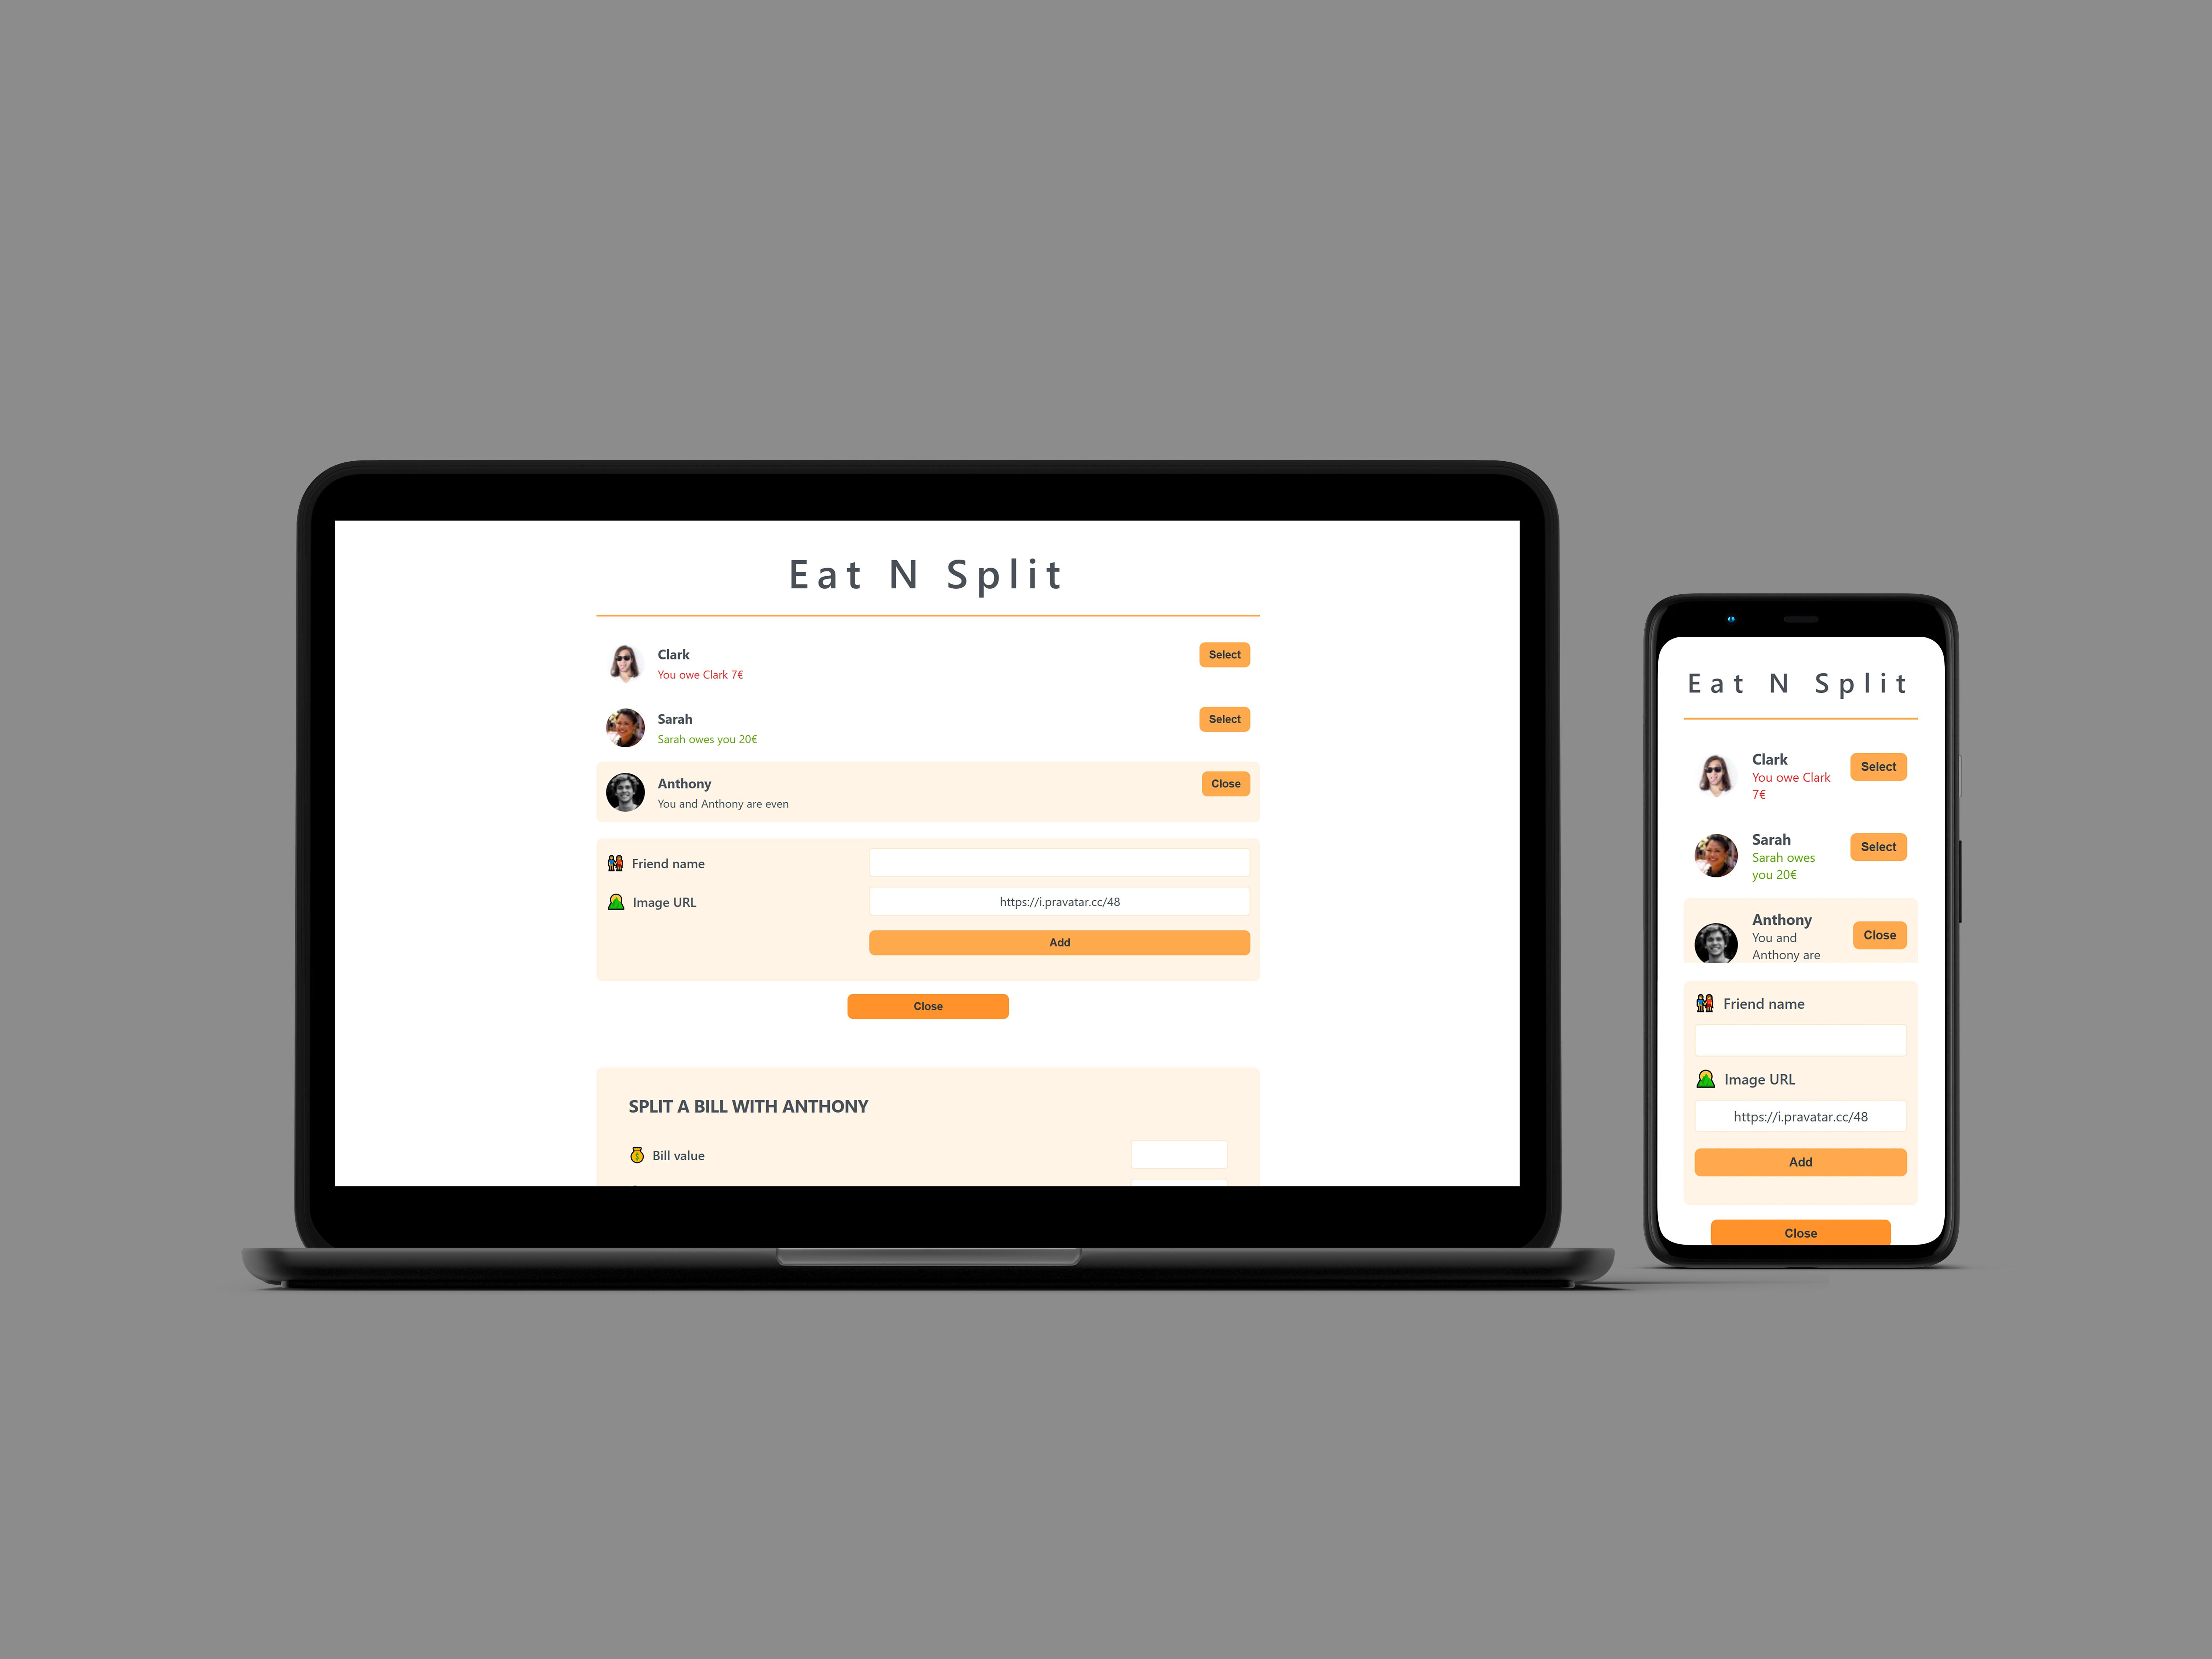 Eat N Split
Clark
You owe Clark 7€
Select
Sarah
Sarah owes you 20€
Select
Anthony
You and Anthony are even
Close
Friend name
Image URL
https://i.pravatar.cc/48
Add
Close
SPLIT A BILL WITH ANTHONY
Bill value
Eat N Split
Clark
You owe Clark
7€
Select
Sarah
Sarah owes
you 20€
Select
Anthony
You and
Anthony are
Close
Friend name
Image URL
https://i.pravatar.cc/48
Add
Close